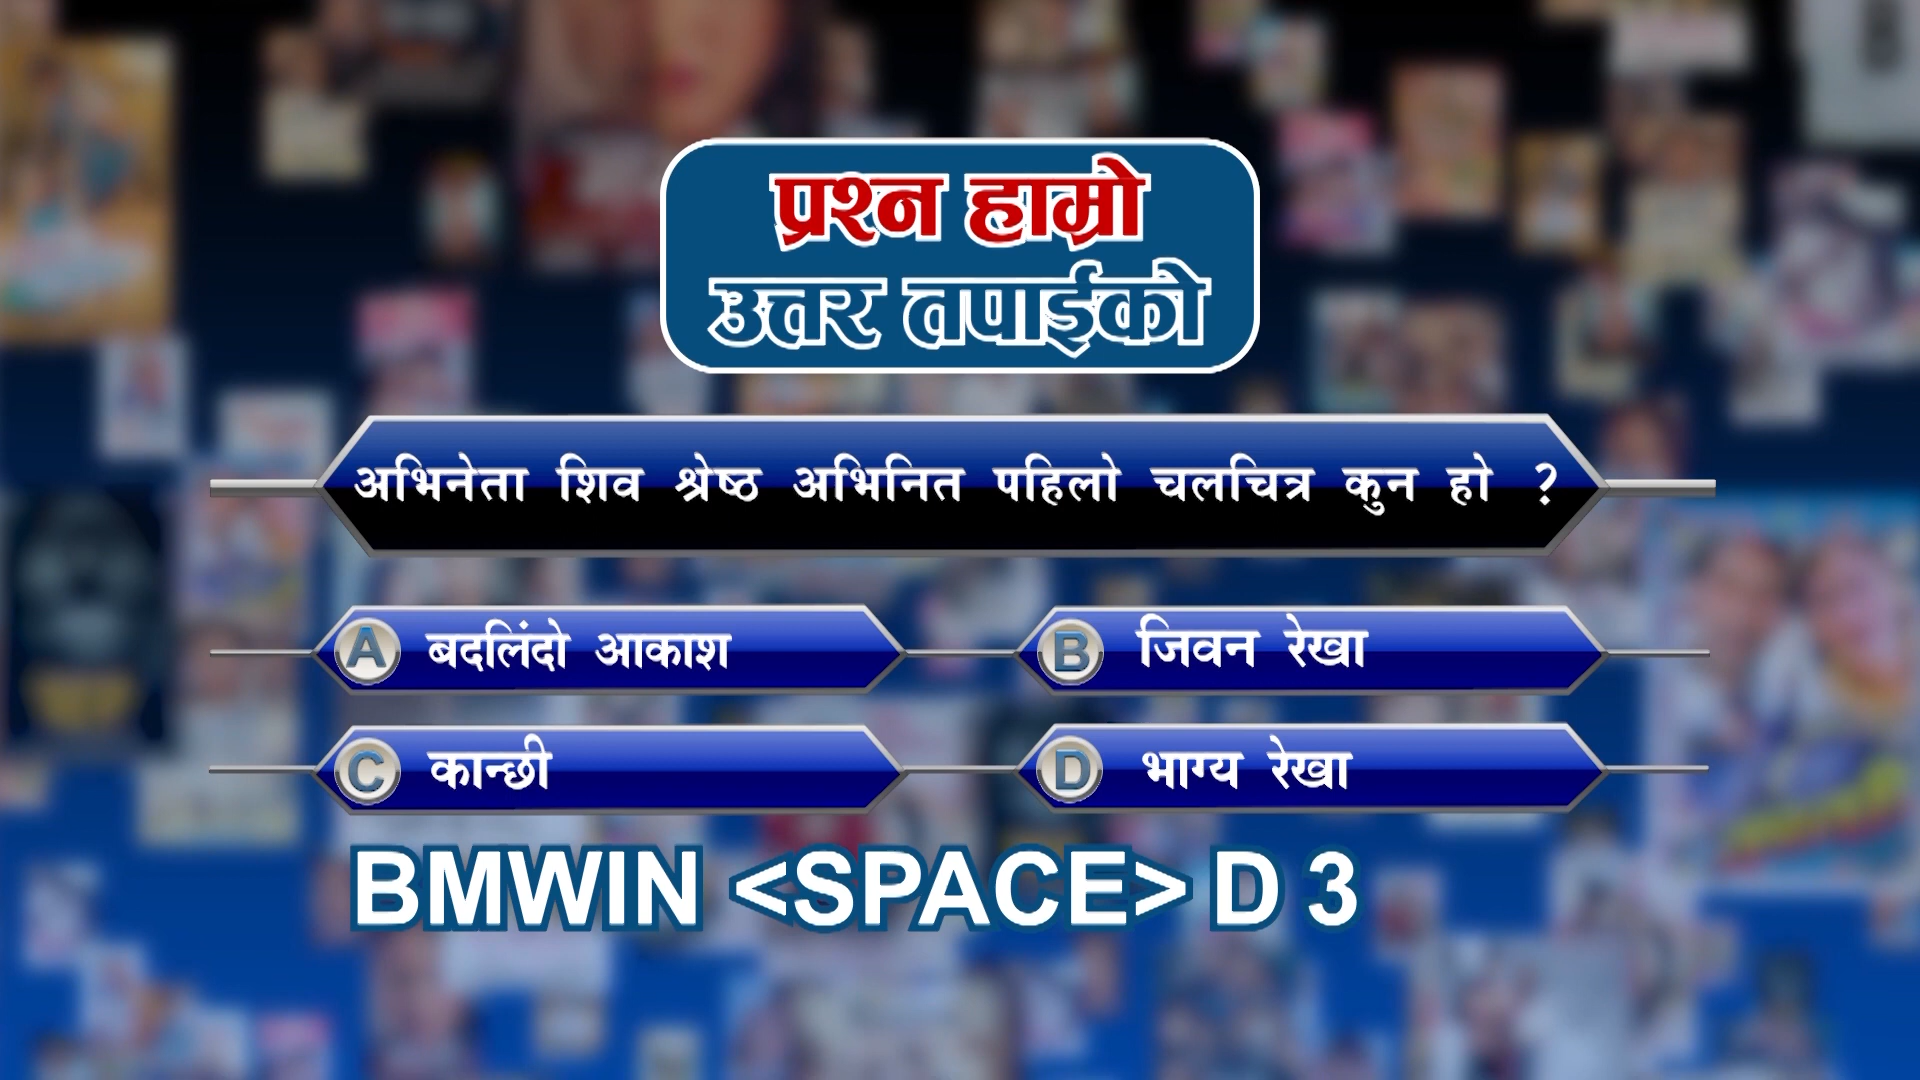 प्रश्न हाम्रो
उत्तर तपाईको
अभिनेता शिव श्रेष्ठ अभिनित पहिलो चलचित्र कुन हो ?
A बदलिंदो आकाश
B जिवन रेखा
C कान्छी
D भाग्य रेखा
BMWIN <SPACE> D 3